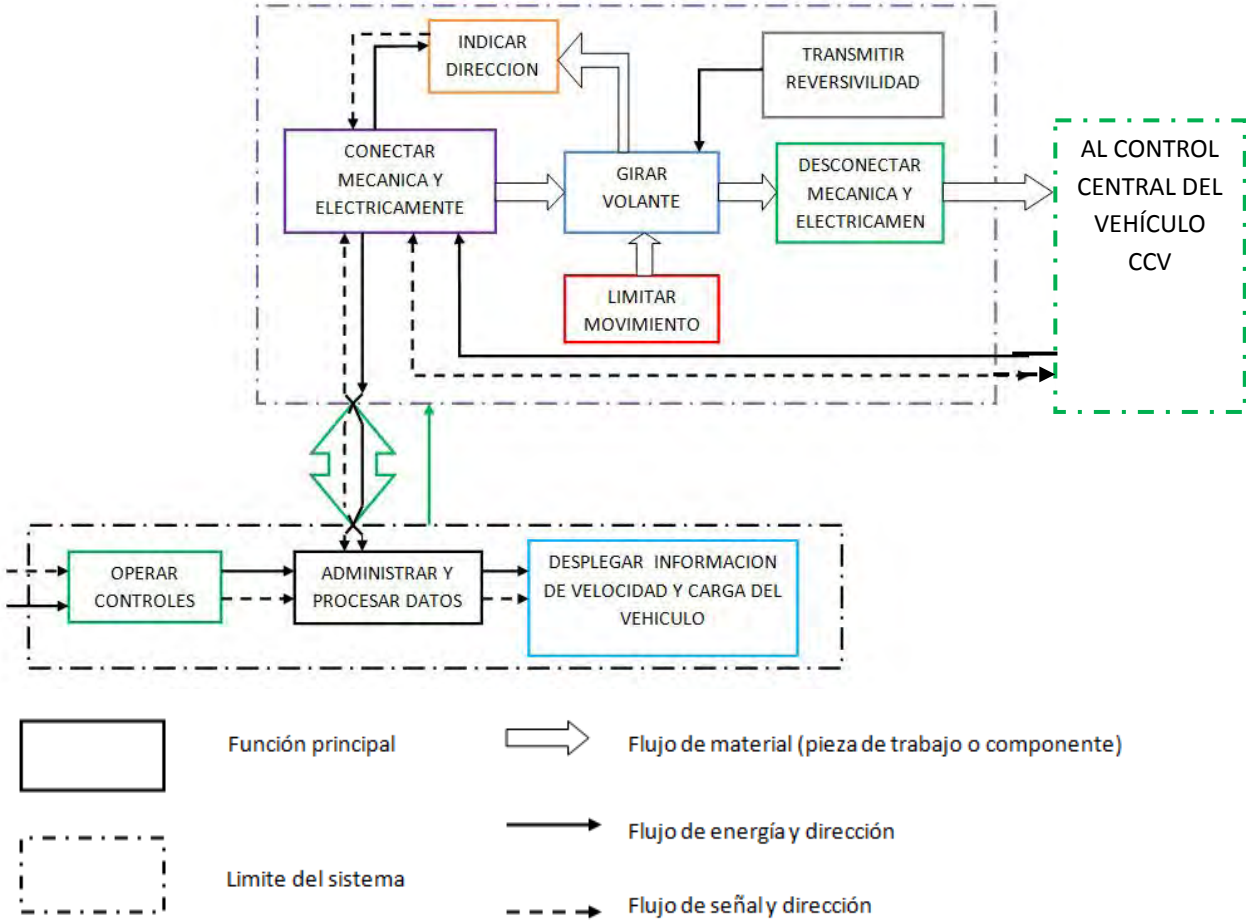 INDICAR
DIRECCION
TRANSMITIR
REVERSIVILIDAD
CONECTAR
MECANICA Y
ELECTRICAMENTE
GIRAR
VOLANTE
DESCONECTAR
MECANICA Y
ELECTRICAMEN
AL CONTROL
CENTRAL DEL
VEHÍCULO
CCV
LIMITAR
MOVIMIENTO
OPERAR
CONTROLES
ADMINISTRAR Y
PROCESAR DATOS
DESPLEGAR INFORMACION
DE VELOCIDAD Y CARGA DEL
VEHICULO
Función principal
Flujo de material (pieza de trabajo o componente)
Flujo de energía y dirección
Limite del sistema
Flujo de señal y dirección